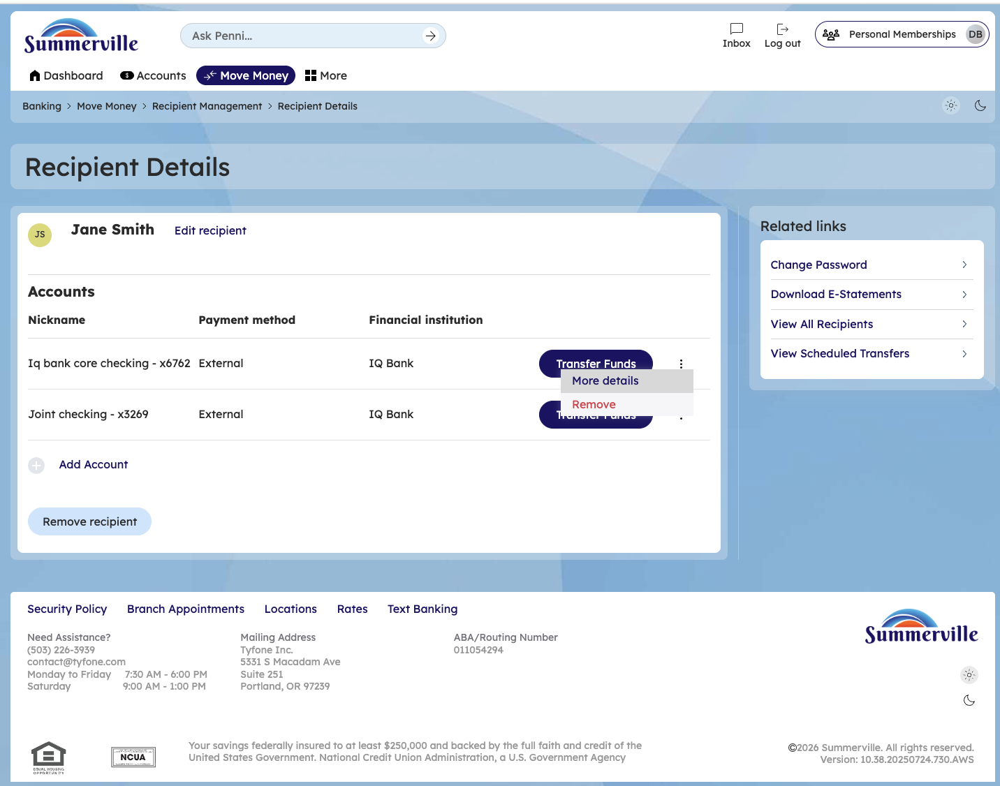 Summerville
Ask Penni...
Inbox
Log out
Personal Memberships
DB
Dashboard
$ Accounts
Move Money
More
Banking > Move Money > Recipient Management > Recipient Details
Recipient Details
JS
Jane Smith
Edit recipient
Accounts
Nickname Payment method Financial institution
Iq bank core checking - x6762 External IQ Bank Transfer Funds
More details
Remove
Joint checking - x3269 External IQ Bank Transfer Funds
Add Account
Remove recipient
Related links
Change Password
Download E-Statements
View All Recipients
View Scheduled Transfers
Security Policy Branch Appointments Locations Rates Text Banking
Need Assistance?
(503) 226-3939
contact@tyfone.com
Monday to Friday 7:30 AM - 6:00 PM
Saturday 9:00 AM - 1:00 PM
Mailing Address
Tyfone Inc.
5331 S Macadam Ave
Suite 251
Portland, OR 97239
ABA/Routing Number
011054294
Summerville
EQUAL HOUSING
OPPORTUNITY
NCUA
Your savings federally insured to at least $250,000 and backed by the full faith and credit of the
United States Government. National Credit Union Administration, a U.S. Government Agency
©2026 Summerville. All rights reserved.
Version: 10.38.20250724.730.AWS